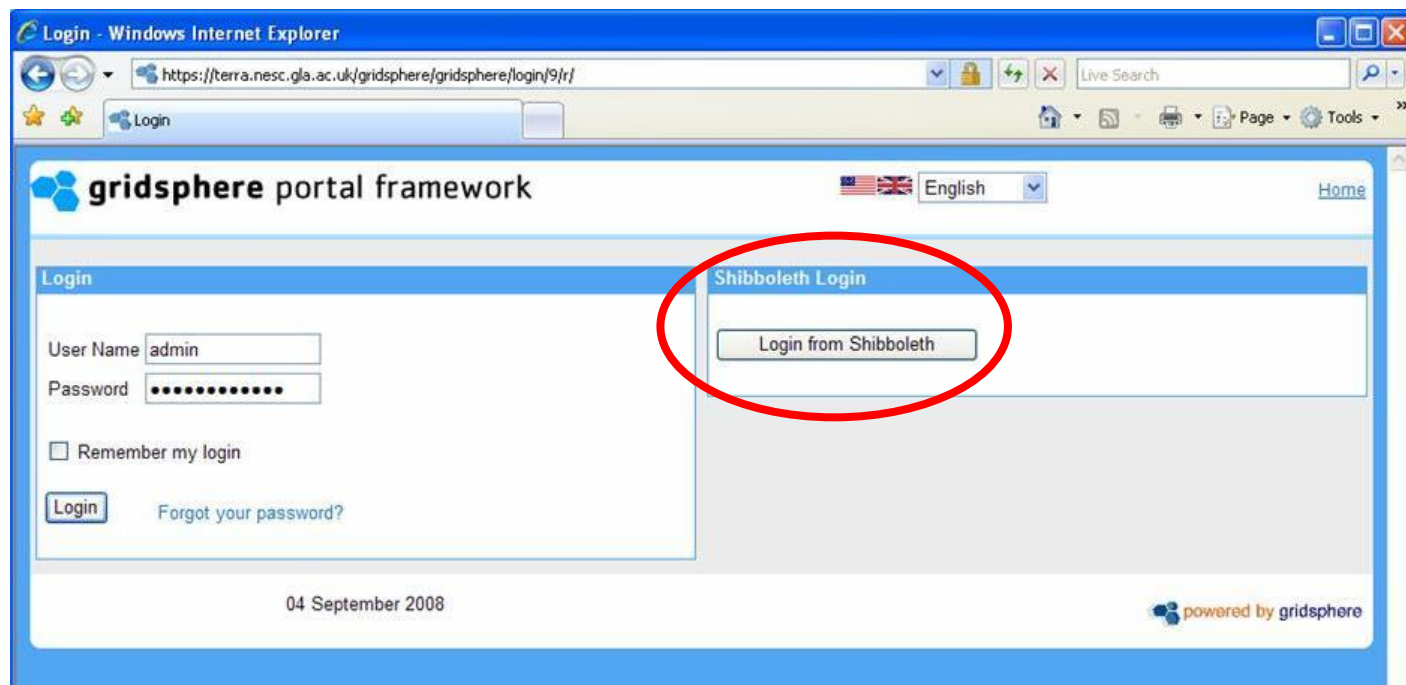 Login - Windows Internet Explorer
https://terra.nesc.gla.ac.uk/gridsphere/gridsphere/login/9/r/
Live Search
Login
Page
Tools
gridsphere portal framework
English
Home
Login
Shibboleth Login
User Name admin
Login from Shibboleth
Password ••••••••••••
Remember my login
Login
Forgot your password?
04 September 2008
powered by gridsphere